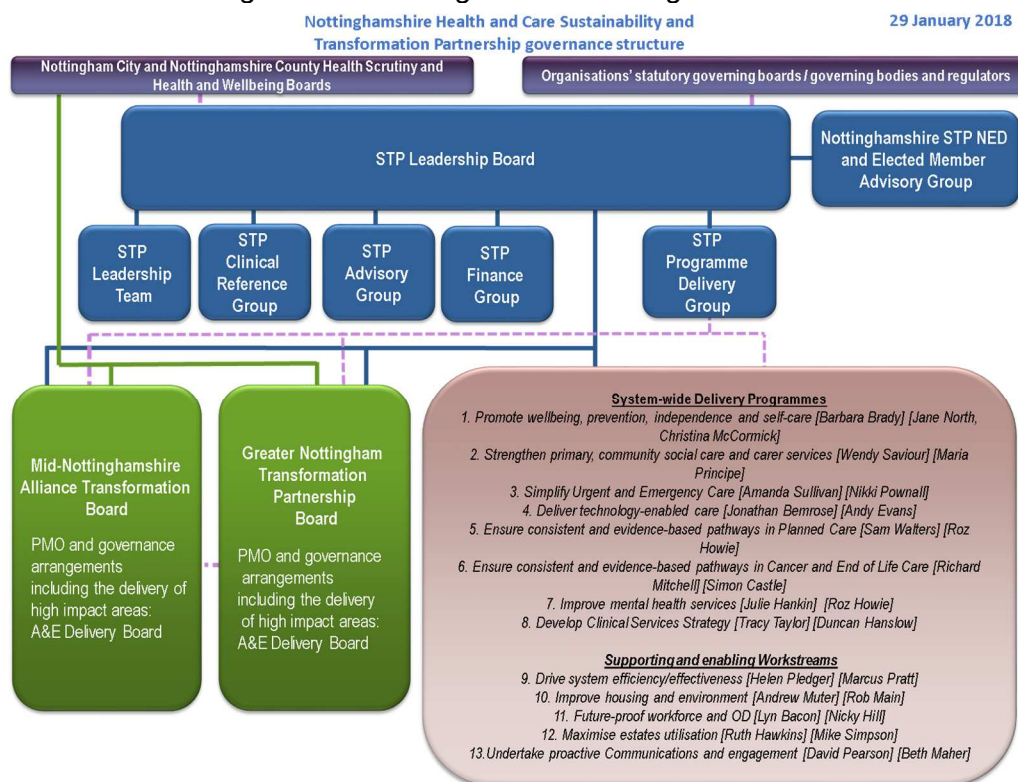 Nottinghamshire Health and Care Sustainability and
Transformation Partnership governance structure
29 January 2018
Nottingham City and Nottinghamshire County Health Scrutiny and
Health and Wellbeing Boards
Organisations' statutory governing boards / governing bodies and regulators
STP Leadership Board
Nottinghamshire STP NED
and Elected Member
Advisory Group
STP
Leadership
Team
STP
Clinical
Reference
Group
STP
Advisory
Group
STP
Finance
Group
STP
Programme
Delivery
Group
Mid-Nottinghamshire
Alliance Transformation
Board
PMO and governance
arrangements
including the delivery of
high impact areas:
A&E Delivery Board
Greater Nottingham
Transformation
Partnership
Board
PMO and governance
arrangements
including the delivery
of high impact areas:
A&E Delivery Board
System-wide Delivery Programmes
1. Promote wellbeing, prevention, independence and self-care [Barbara Brady] [Jane North,
Christina McCormick]
2. Strengthen primary, community social care and carer services [Wendy Saviour] [Maria
Principe]
3. Simplify Urgent and Emergency Care [Amanda Sullivan] [Nikki Pownall]
4. Deliver technology-enabled care [Jonathan Bemrose] [Andy Evans]
5. Ensure consistent and evidence-based pathways in Planned Care [Sam Walters] [Roz
Howie]
6. Ensure consistent and evidence-based pathways in Cancer and End of Life Care [Richard
Mitchell] [Simon Castle]
7. Improve mental health services [Julie Hankin] [Roz Howie]
8. Develop Clinical Services Strategy [Tracy Taylor] [Duncan Hanslow]
Supporting and enabling Workstreams
9. Drive system efficiency/effectiveness [Helen Pledger] [Marcus Pratt]
10. Improve housing and environment [Andrew Muter] [Rob Main]
11. Future-proof workforce and OD [Lyn Bacon] [Nicky Hill]
12. Maximise estates utilisation [Ruth Hawkins] [Mike Simpson]
13.Undertake proactive Communications and engagement [David Pearson] [Beth Maher]